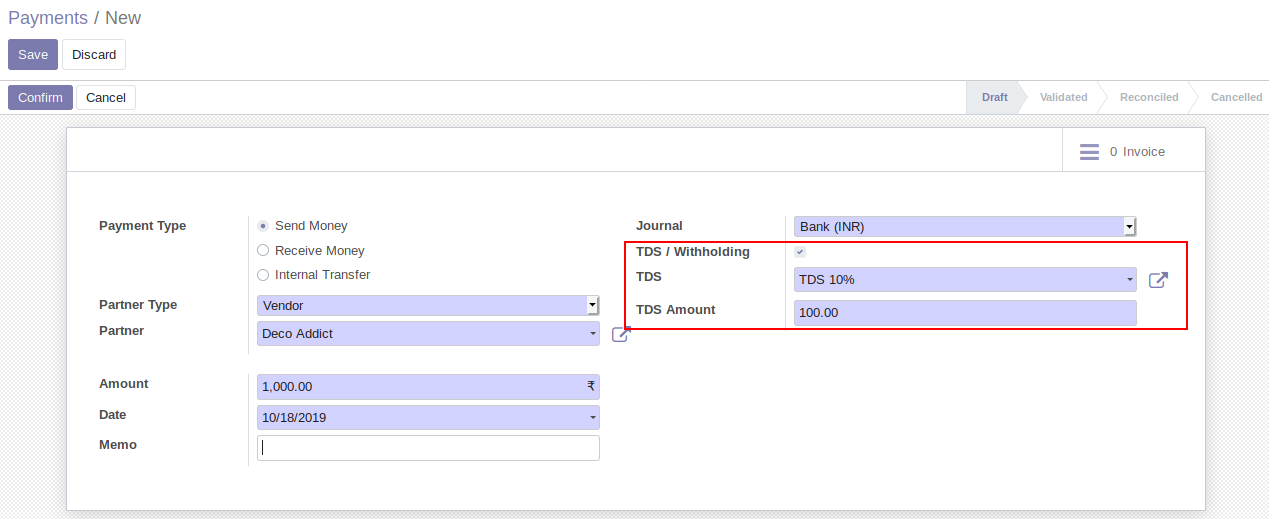 Payments / New
Save Discard
Confirm Cancel Draft Validated Reconciled Cancelled
0 Invoice
Payment Type Send Money
Receive Money
Internal Transfer
Partner Type Vendor
Partner Deco Addict
Amount 1,000.00 ₹
Date 10/18/2019
Memo
Journal Bank (INR)
TDS / Withholding
TDS TDS 10%
TDS Amount 100.00